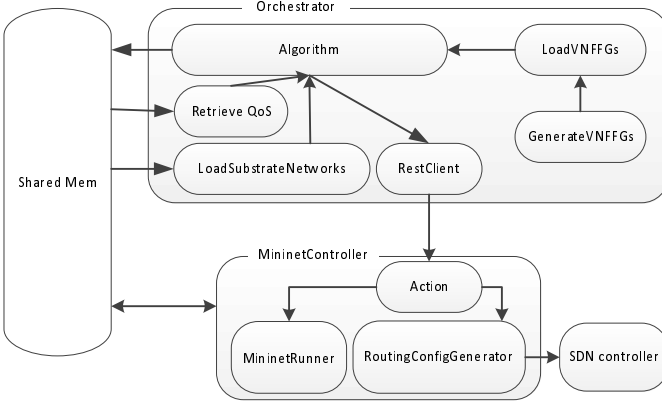 Orchestrator
Algorithm
LoadVNFFGs
Retrieve QoS
GenerateVNFFGs
LoadSubstrateNetworks
RestClient
Shared Mem
MininetController
Action
MininetRunner
RoutingConfigGenerator
SDN controller